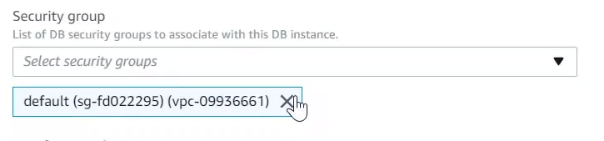 Security group
List of DB security groups to associate with this DB instance.
Select security groups
default (sg-fd022295) (vpc-09936661)